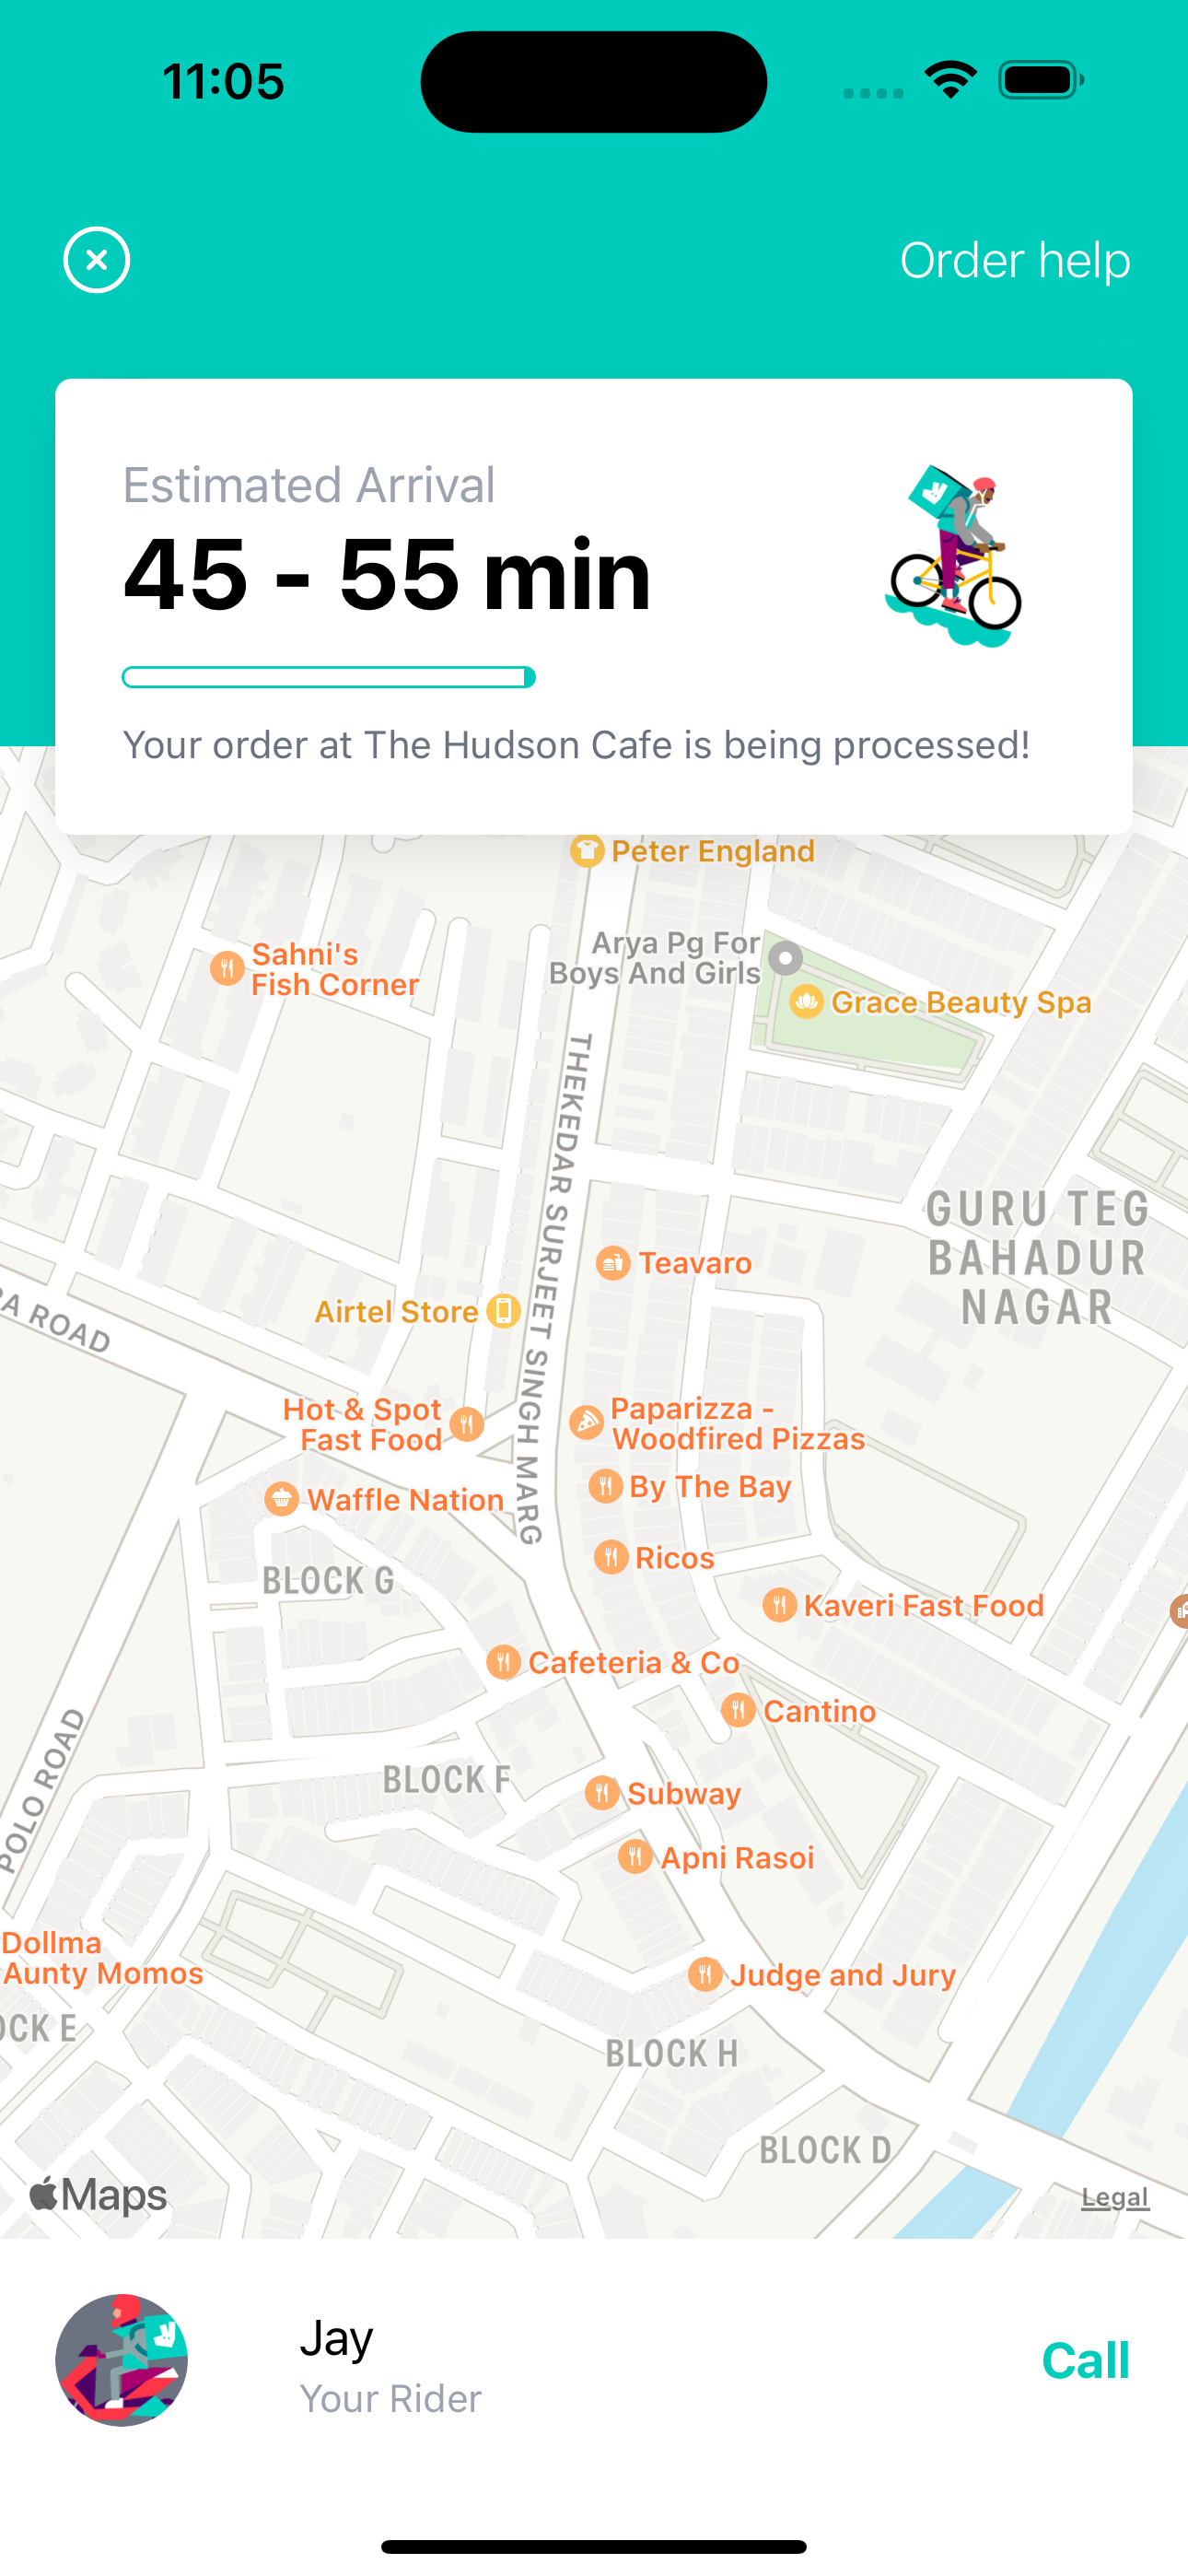 11:05
Order help
Estimated Arrival
45 - 55 min
Your order at The Hudson Cafe is being processed!
Peter England
Arya Pg For
Boys And Girls
Sahni's
Fish Corner
Grace Beauty Spa
THEKEDAR SURJEET SINGH MARG
GURU TEG
BAHADUR
NAGAR
Teavaro
Airtel Store
ROAD
Hot & Spot
Fast Food
Paparizza -
Woodfired Pizzas
By The Bay
Waffle Nation
Ricos
BLOCK G
Kaveri Fast Food
Cafeteria & Co
Cantino
POLO ROAD
BLOCK F
Subway
Apni Rasoi
Dollma
Aunty Momos
Judge and Jury
E
BLOCK H
BLOCK D
Maps
Legal
Jay
Your Rider
Call